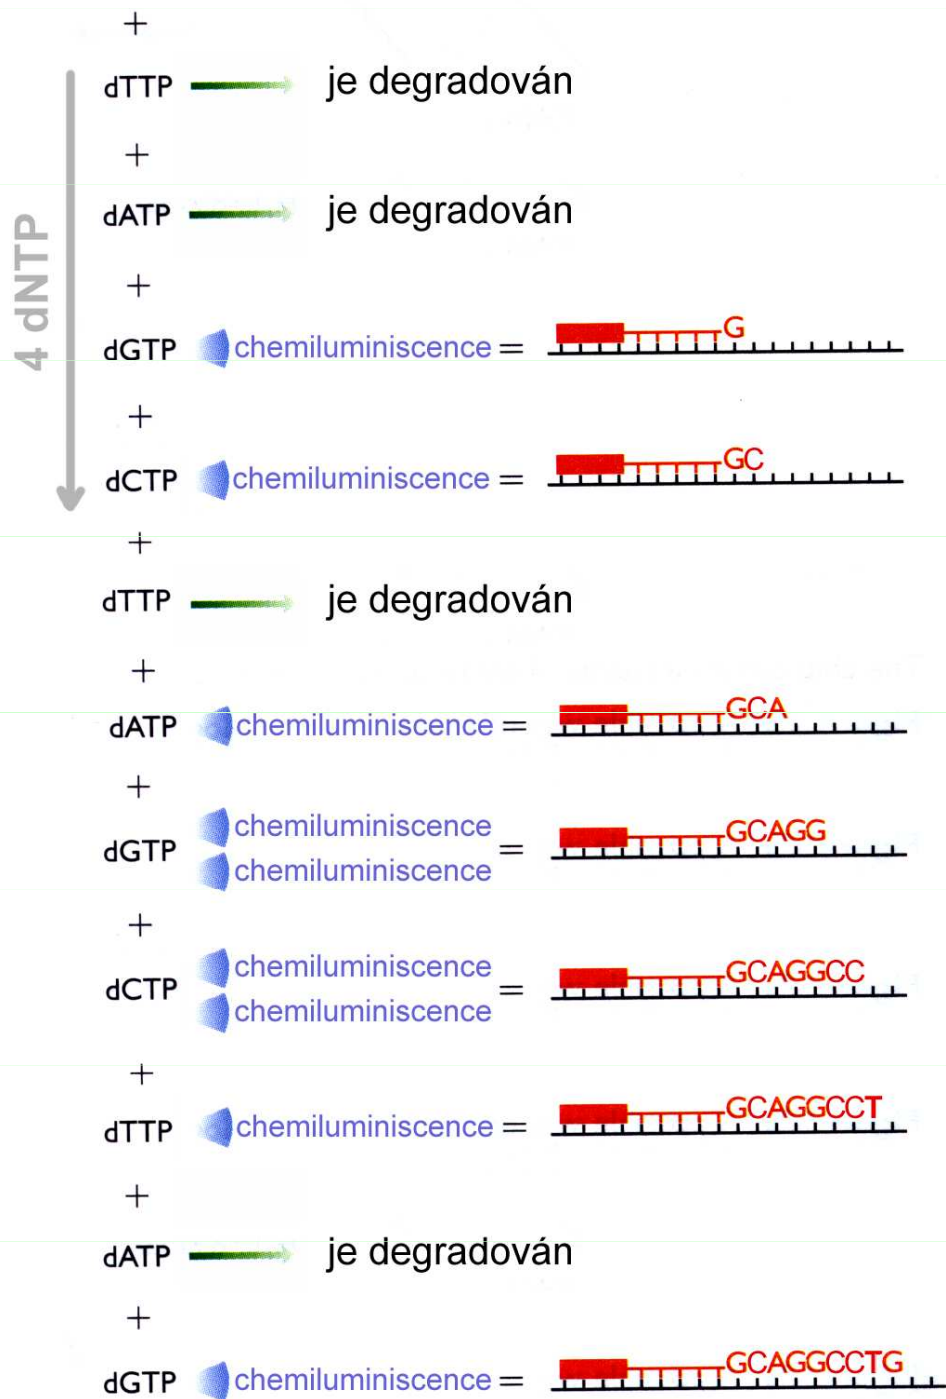 +
dTTP je degradován
+
dATP je degradován
+
4 dNTP
dGTP chemiluminiscence = G
+
dCTP chemiluminiscence = GC
+
dTTP je degradován
+
dATP chemiluminiscence = GCA
+
chemiluminiscence
dGTP = GCAGG
chemiluminiscence
+
chemiluminiscence
dCTP = GCAGGCC
chemiluminiscence
+
dTTP chemiluminiscence = GCAGGCCT
+
dATP je degradován
+
dGTP chemiluminiscence = GCAGGCCTG